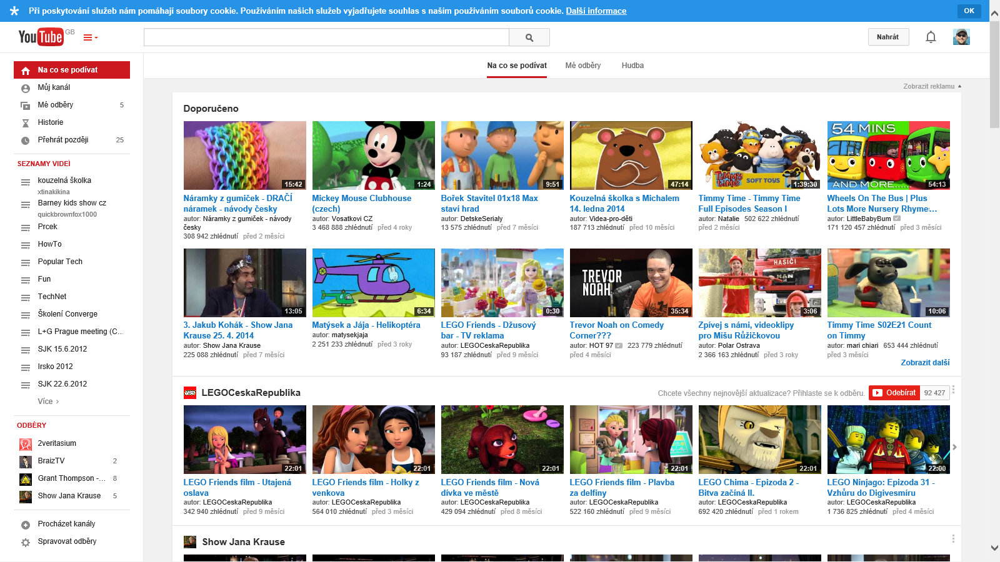 Při poskytování služeb nám pomáhají soubory cookie. Používáním našich služeb vyjadřujete souhlas s naším používáním souborů cookie. Další informace
OK
YouTube GB
Nahrát
Na co se podívat
Můj kanál
Mé odběry 5
Historie
Přehrát později 25
SEZNAMY VIDEÍ
kouzelná školka
xtinakikina
Barney kids show cz
quickbrownfox1000
Prcek
HowTo
Popular Tech
Fun
TechNet
Školení Converge
L+G Prague meeting (C...
SJK 15.6.2012
Irsko 2012
SJK 22.6.2012
Více ›
ODBĚRY
2veritasium
BraizTV 2
Grant Thompson -... 8
Show Jana Krause 5
Procházet kanály
Spravovat odběry
Na co se podívat Mé odběry Hudba
Zobrazit reklamu
Doporučeno
15:42
Náramky z gumiček - DRAČÍ
náramek - návody česky
autor: Náramky z gumiček - návody
česky
308 942 zhlédnutí před 2 měsíci
1:24
Mickey Mouse Clubhouse
(czech)
autor: Vosatkovi CZ
3 468 888 zhlédnutí před 4 roky
9:51
Bořek Stavitel 01x18 Max
staví hrad
autor: DetskeSerialy
13 575 zhlédnutí před 7 měsíci
47:14
Kouzelná školka s Michalem
14. ledna 2014
autor: Videa-pro-děti
187 713 zhlédnutí před 10 měsíci
TIMMY TIME SOFT TOYS
1:39:30
Timmy Time - Timmy Time
Full Episodes Season I
autor: Natalie 502 622 zhlédnutí
před 2 měsíci
54 MINS
AND MORE......
54:13
Wheels On The Bus | Plus
Lots More Nursery Rhymes...
autor: LittleBabyBum
171 120 457 zhlédnutí před 3 měsíci
13:05
3. Jakub Kohák - Show Jana
Krause 25. 4. 2014
autor: Show Jana Krause
225 088 zhlédnutí před 7 měsíci
6:34
Matýsek a Jája - Helikoptéra
autor: matysekjaja
2 251 233 zhlédnutí před 3 roky
0:30
LEGO Friends - Džusový
bar - TV reklama
autor: LEGOCeskaRepublika
93 187 zhlédnutí před 9 měsíci
TREVOR
NOAH
35:34
Trevor Noah on Comedy
Corner???
autor: HOT 97 223 779 zhlédnutí
před 4 měsíci
HASIČI
MAN
3:06
Zpívej s námi, videoklipy
pro Míšu Růžičkovou
autor: Polar Ostrava
2 366 163 zhlédnutí před 3 roky
10:06
Timmy Time S02E21 Count
on Timmy
autor: mari chiari 653 444 zhlédnutí
před 3 měsíci
Zobrazit další
LEGO LEGOCeskaRepublika
Chcete všechny nejnovější aktualizace? Přihlaste se k odběru. Odebírat 92 427
22:01
LEGO Friends film - Utajená
oslava
autor: LEGOCeskaRepublika
342 940 zhlédnutí před 9 měsíci
22:01
LEGO Friends film - Holky z
venkova
autor: LEGOCeskaRepublika
564 010 zhlédnutí před 3 měsíci
22:01
LEGO Friends film - Nová
dívka ve městě
autor: LEGOCeskaRepublika
429 094 zhlédnutí před 8 měsíci
22:01
LEGO Friends film - Plavba
za delfíny
autor: LEGOCeskaRepublika
522 160 zhlédnutí před 9 měsíci
22:01
LEGO Chima - Epizoda 2 -
Bitva začíná II.
autor: LEGOCeskaRepublika
692 420 zhlédnutí před 1 rokem
22:00
LEGO Ninjago: Epizoda 31 -
Vzhůru do Digivesmíru
autor: LEGOCeskaRepublika
1 736 825 zhlédnutí před 4 měsíci
Show Jana Krause